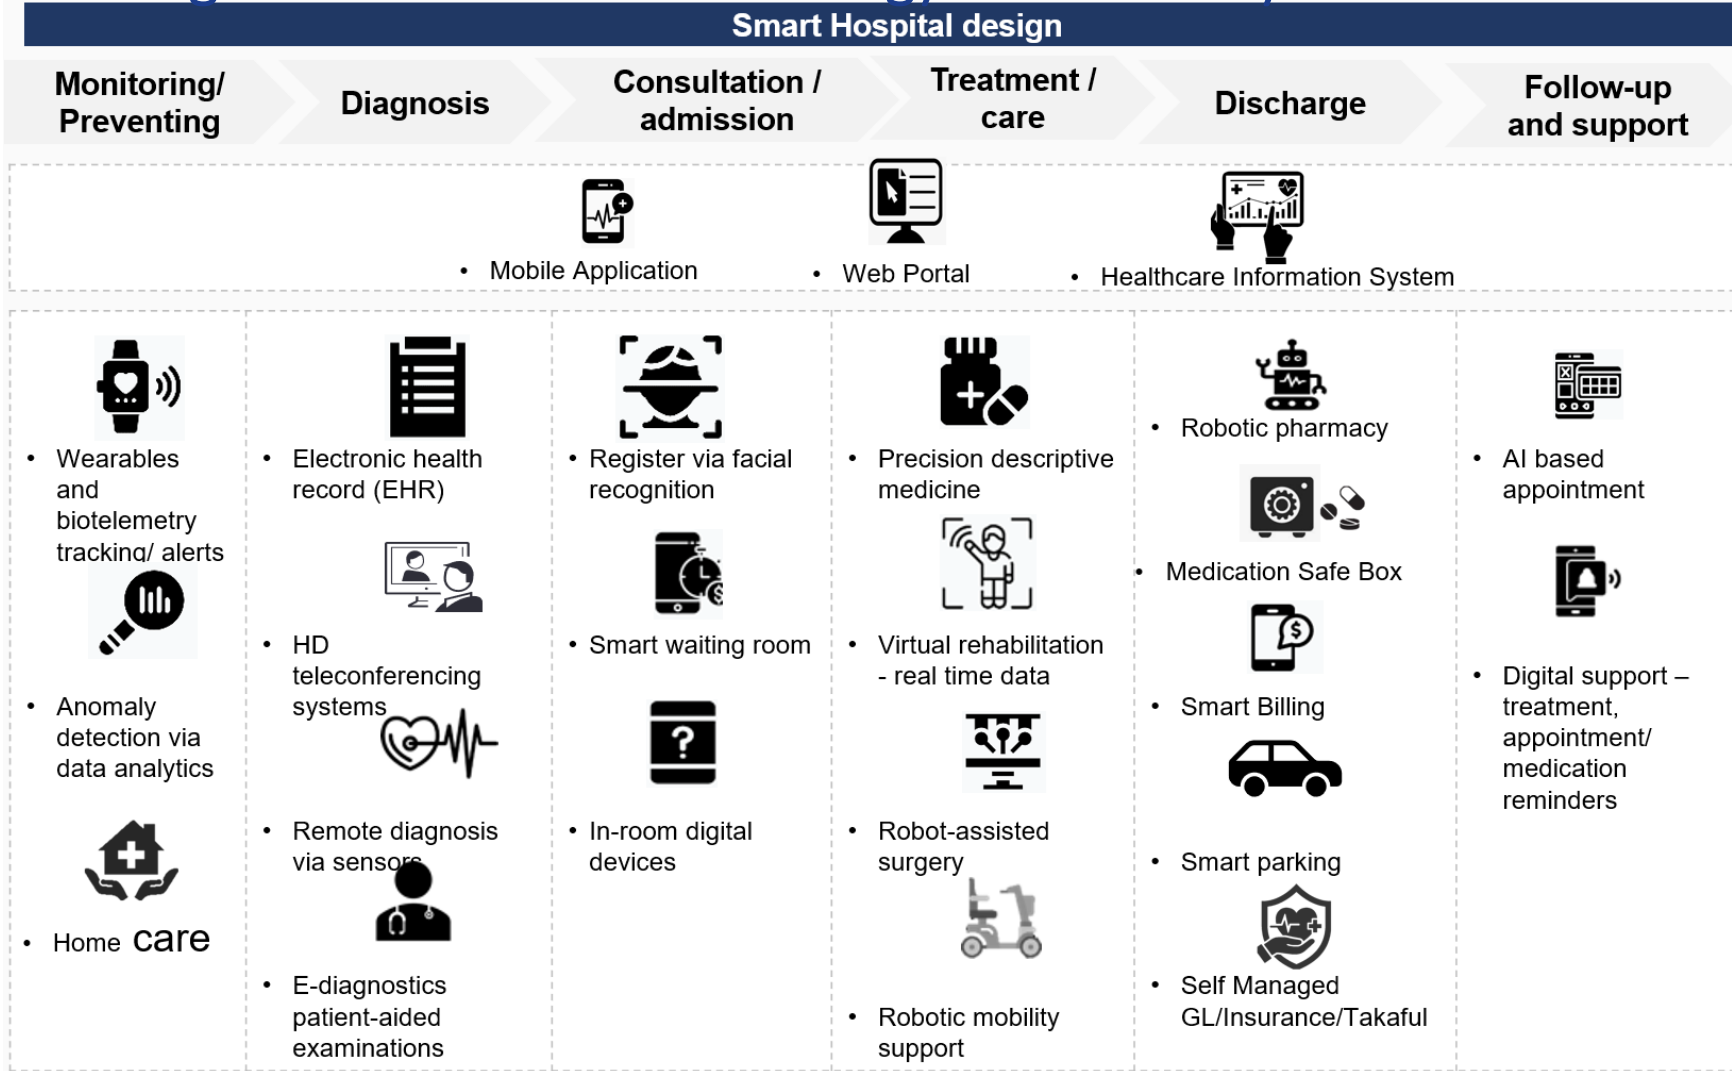 Smart Hospital design
Monitoring/
Preventing
Diagnosis
Consultation /
admission
Treatment /
care
Discharge
Follow-up
and support
• Mobile Application
• Web Portal
• Healthcare Information System
• Wearables
and
biotelemetry
tracking/ alerts
• Anomaly
detection via
data analytics
• Home care
• Electronic health
record (EHR)
• HD
teleconferencing
systems
• Remote diagnosis
via sensors
• E-diagnostics
patient-aided
examinations
• Register via facial
recognition
• Smart waiting room
• In-room digital
devices
• Precision descriptive
medicine
• Virtual rehabilitation
- real time data
• Robot-assisted
surgery
• Robotic mobility
support
• Robotic pharmacy
• Medication Safe Box
• Smart Billing
• Smart parking
• Self Managed
GL/Insurance/Takaful
• AI based
appointment
• Digital support –
treatment,
appointment/
medication
reminders